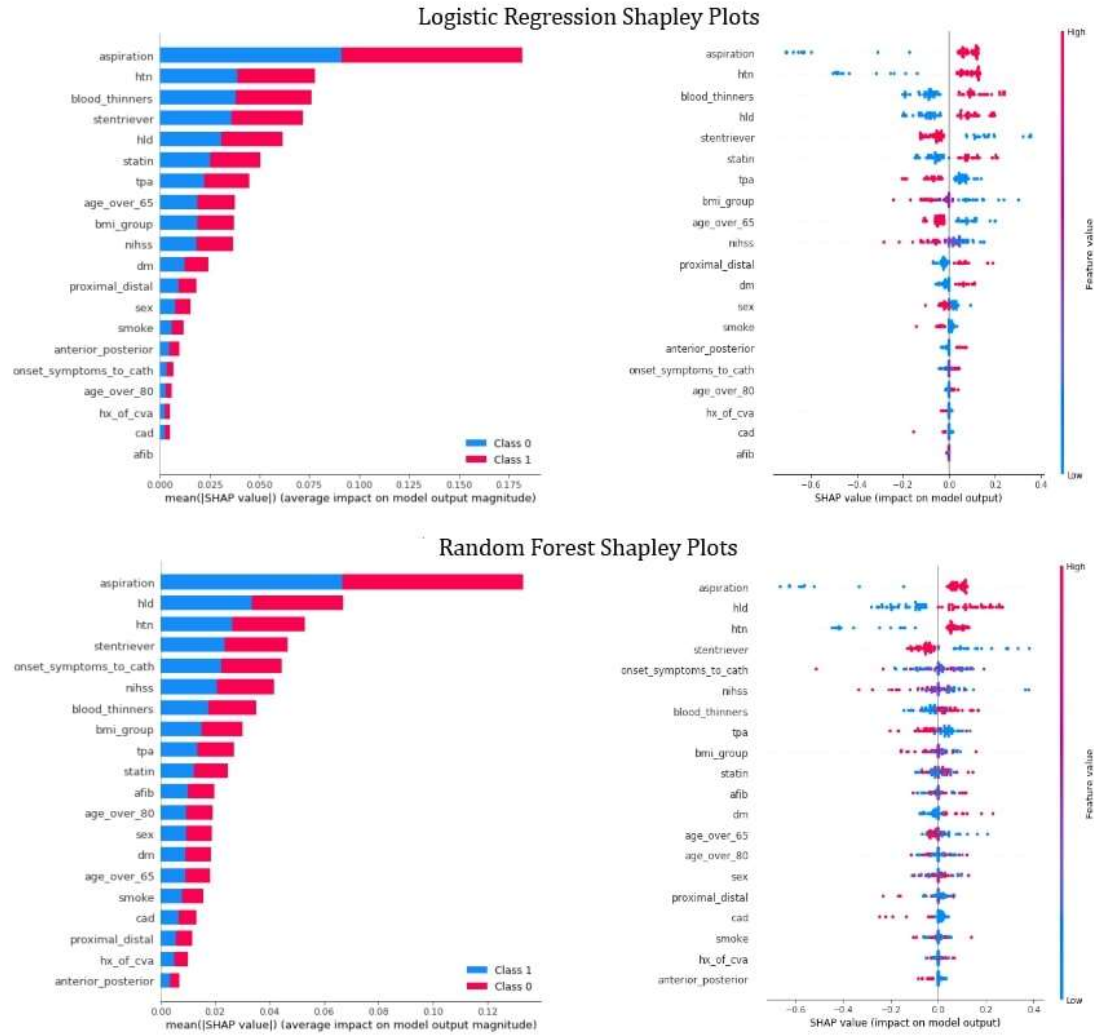 Logistic Regression Shapley Plots
aspiration
htn
blood_thinners
stentriever
hld
statin
tpa
age_over_65
bmi_group
nihss
dm
proximal_distal
sex
smoke
anterior_posterior
onset_symptoms_to_cath
age_over_80
hx_of_cva
cad
afib
Class 0
Class 1
0.000 0.025 0.050 0.075 0.100 0.125 0.150 0.175
mean(|SHAP value|) (average impact on model output magnitude)
aspiration
htn
blood_thinners
hld
stentriever
statin
tpa
bmi_group
age_over_65
nihss
proximal_distal
dm
sex
smoke
anterior_posterior
onset_symptoms_to_cath
age_over_80
hx_of_cva
cad
afib
−0.6 −0.4 −0.2 0.0 0.2 0.4
SHAP value (impact on model output)
High
Feature value
Low
Random Forest Shapley Plots
aspiration
hld
htn
stentriever
onset_symptoms_to_cath
nihss
blood_thinners
bmi_group
tpa
statin
afib
age_over_80
sex
dm
age_over_65
smoke
cad
proximal_distal
hx_of_cva
anterior_posterior
Class 1
Class 0
0.00 0.02 0.04 0.06 0.08 0.10 0.12
mean(|SHAP value|) (average impact on model output magnitude)
aspiration
hld
htn
stentriever
onset_symptoms_to_cath
nihss
blood_thinners
tpa
bmi_group
statin
afib
dm
age_over_65
age_over_80
sex
proximal_distal
cad
smoke
hx_of_cva
anterior_posterior
−0.6 −0.4 −0.2 0.0 0.2 0.4
SHAP value (impact on model output)
High
Feature value
Low